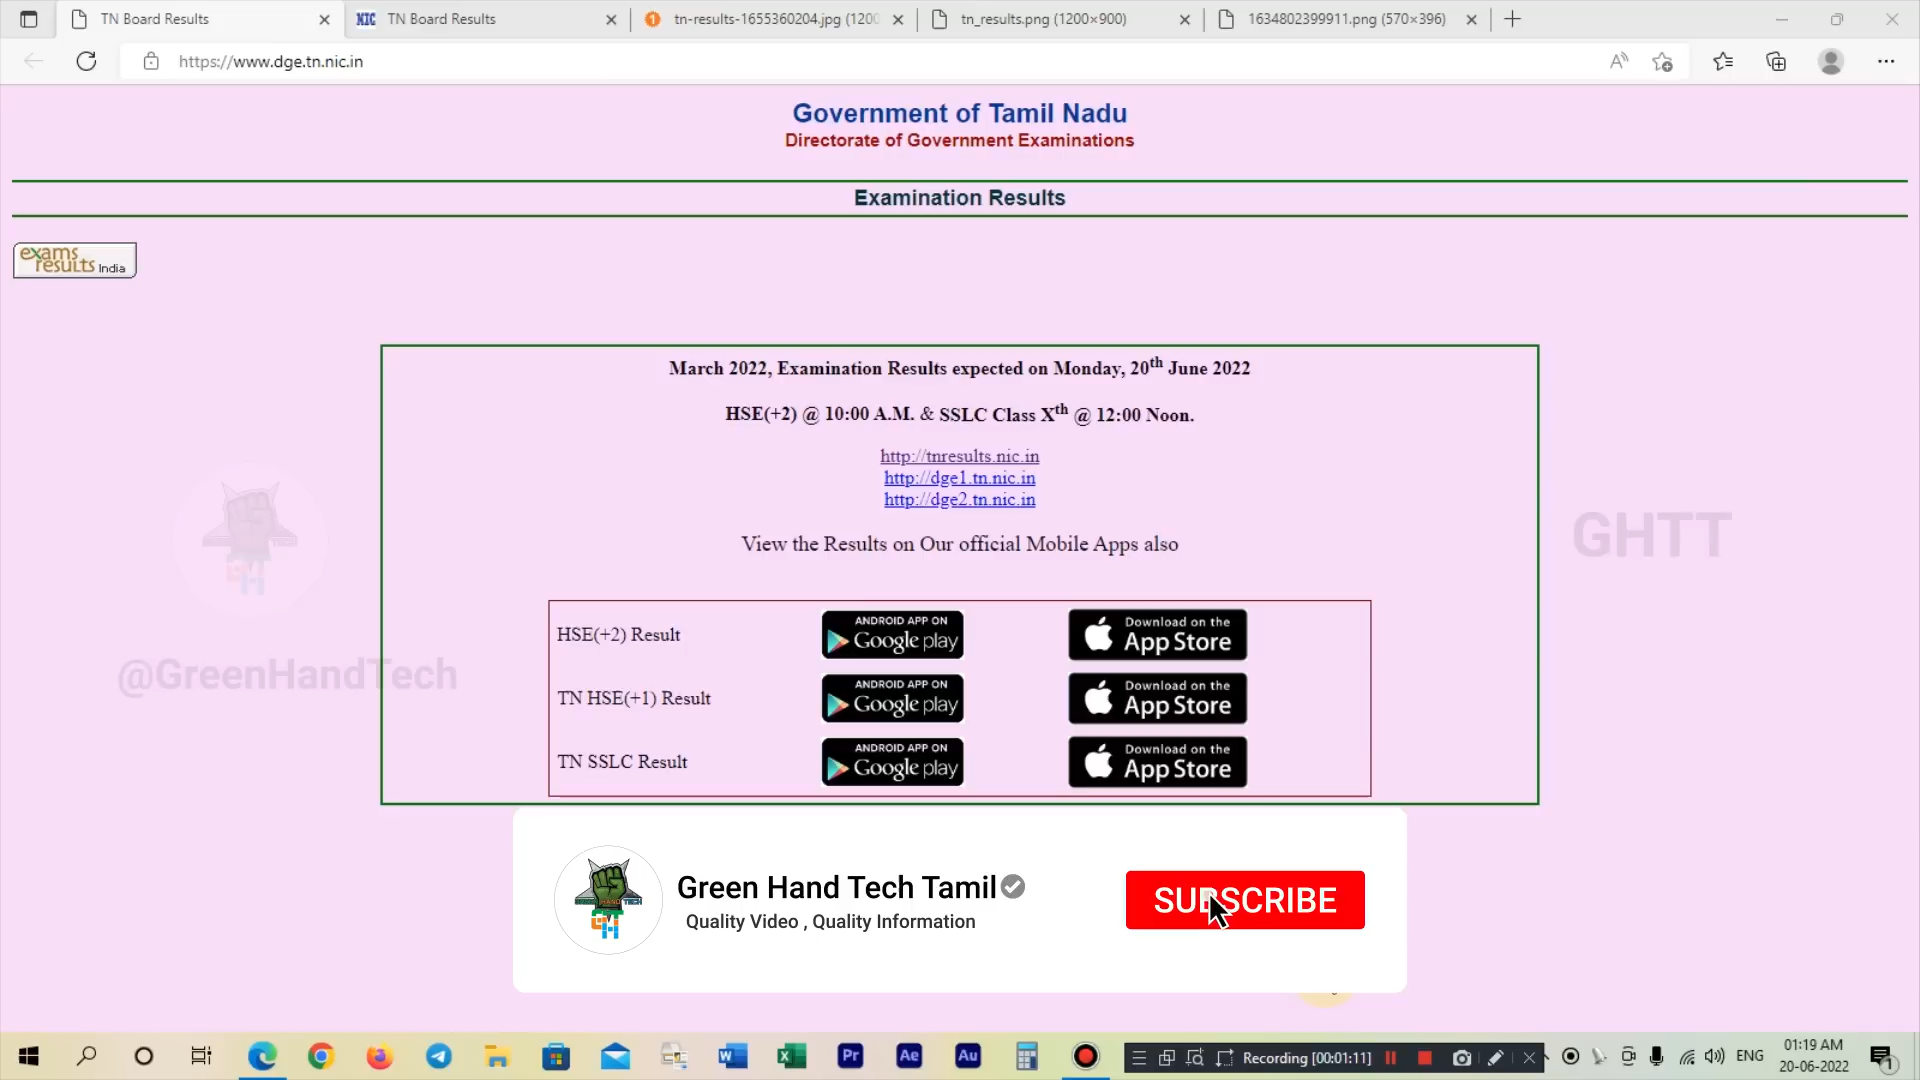 TN Board Results
NIC TN Board Results
tn-results-1655360204.jpg (1200
tn_results.png (1200×900)
1634802399911.png (570×396)
https://www.dge.tn.nic.in
Government of Tamil Nadu
Directorate of Government Examinations
Examination Results
exams
results India
March 2022, Examination Results expected on Monday, 20th June 2022
HSE(+2) @ 10:00 A.M. & SSLC Class Xth @ 12:00 Noon.
http://tnresults.nic.in
http://dge1.tn.nic.in
http://dge2.tn.nic.in
View the Results on Our official Mobile Apps also
GHTT
@GreenHandTech
HSE(+2) Result
ANDROID APP ON
Google play
Download on the
App Store
TN HSE(+1) Result
ANDROID APP ON
Google play
Download on the
App Store
TN SSLC Result
ANDROID APP ON
Google play
Download on the
App Store
Green Hand Tech Tamil
Quality Video , Quality Information
SUBSCRIBE
Pr
Ae
Au
Recording [00:01:11]
ENG
01:19 AM
20-06-2022
1